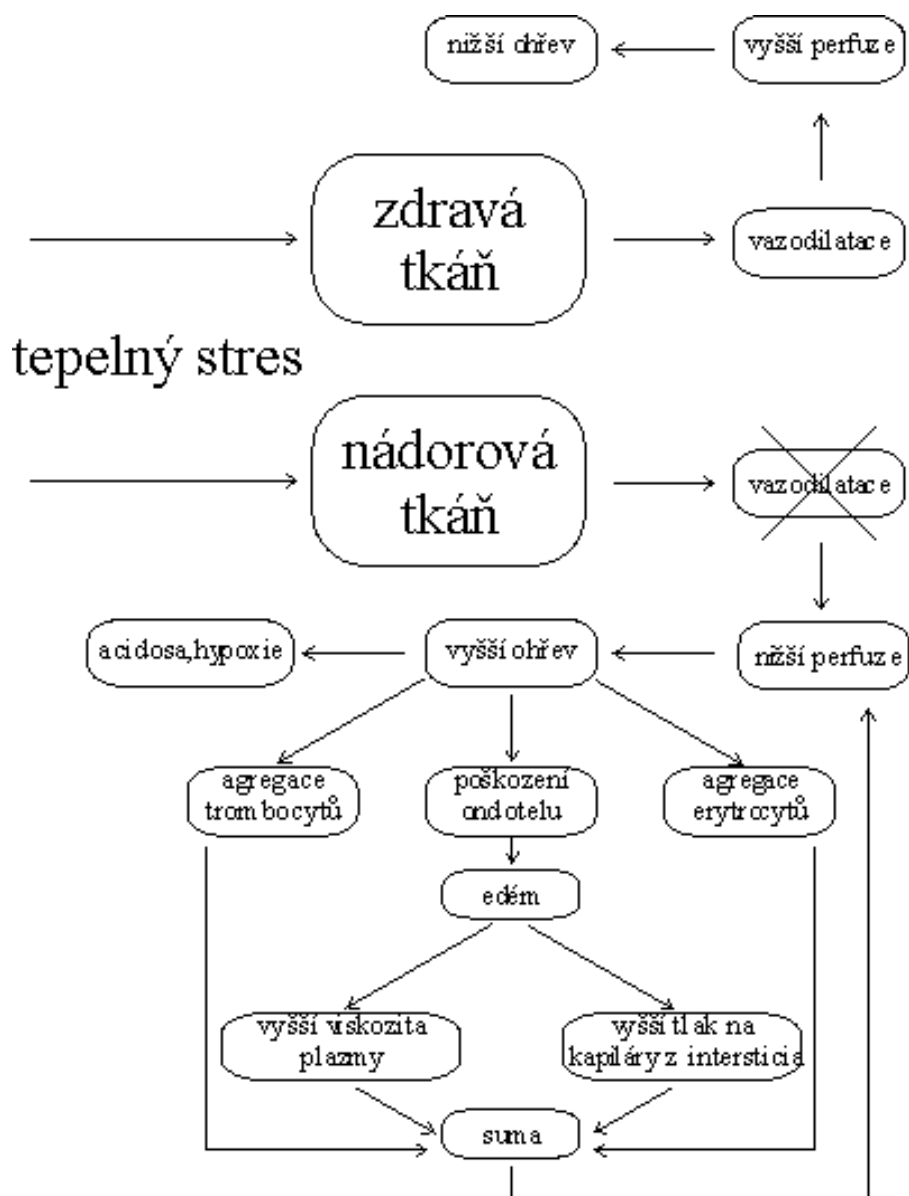 nižší ohřev
vyšší perfuze
zdravá
tkáň
vazodilatace
tepelný stres
nádorová
tkáň
vazodilatace
acidosa,hypoxie
vyšší ohřev
nižší perfuze
agregace
trombocytů
poškození
ondotelu
agregace
erytrocytů
edém
vyšší viskozita
plazmy
vyšší tlak na
kapiláry z intersticia
suma